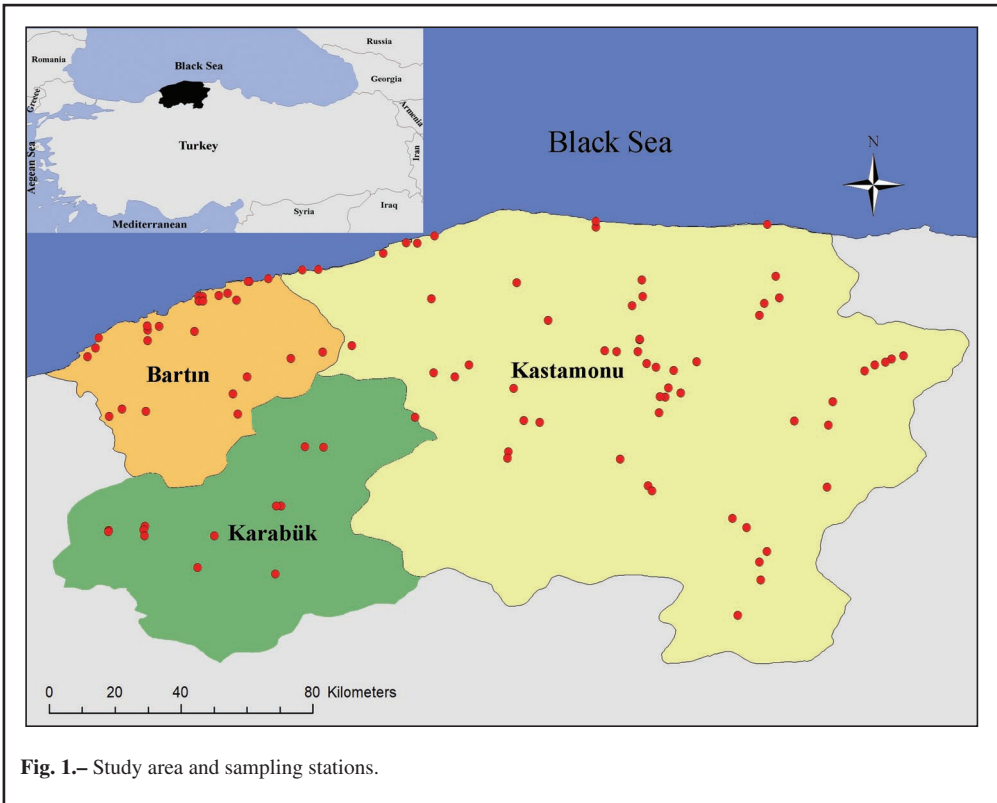 Romania
Russia
Black Sea
Georgia
Greece
Armenia
Turkey
Iran
Aegean Sea
Syria
Iraq
Mediterranean
Black Sea
N
Bartın
Kastamonu
Karabük
0 20 40 80 Kilometers
Fig. 1.– Study area and sampling stations.